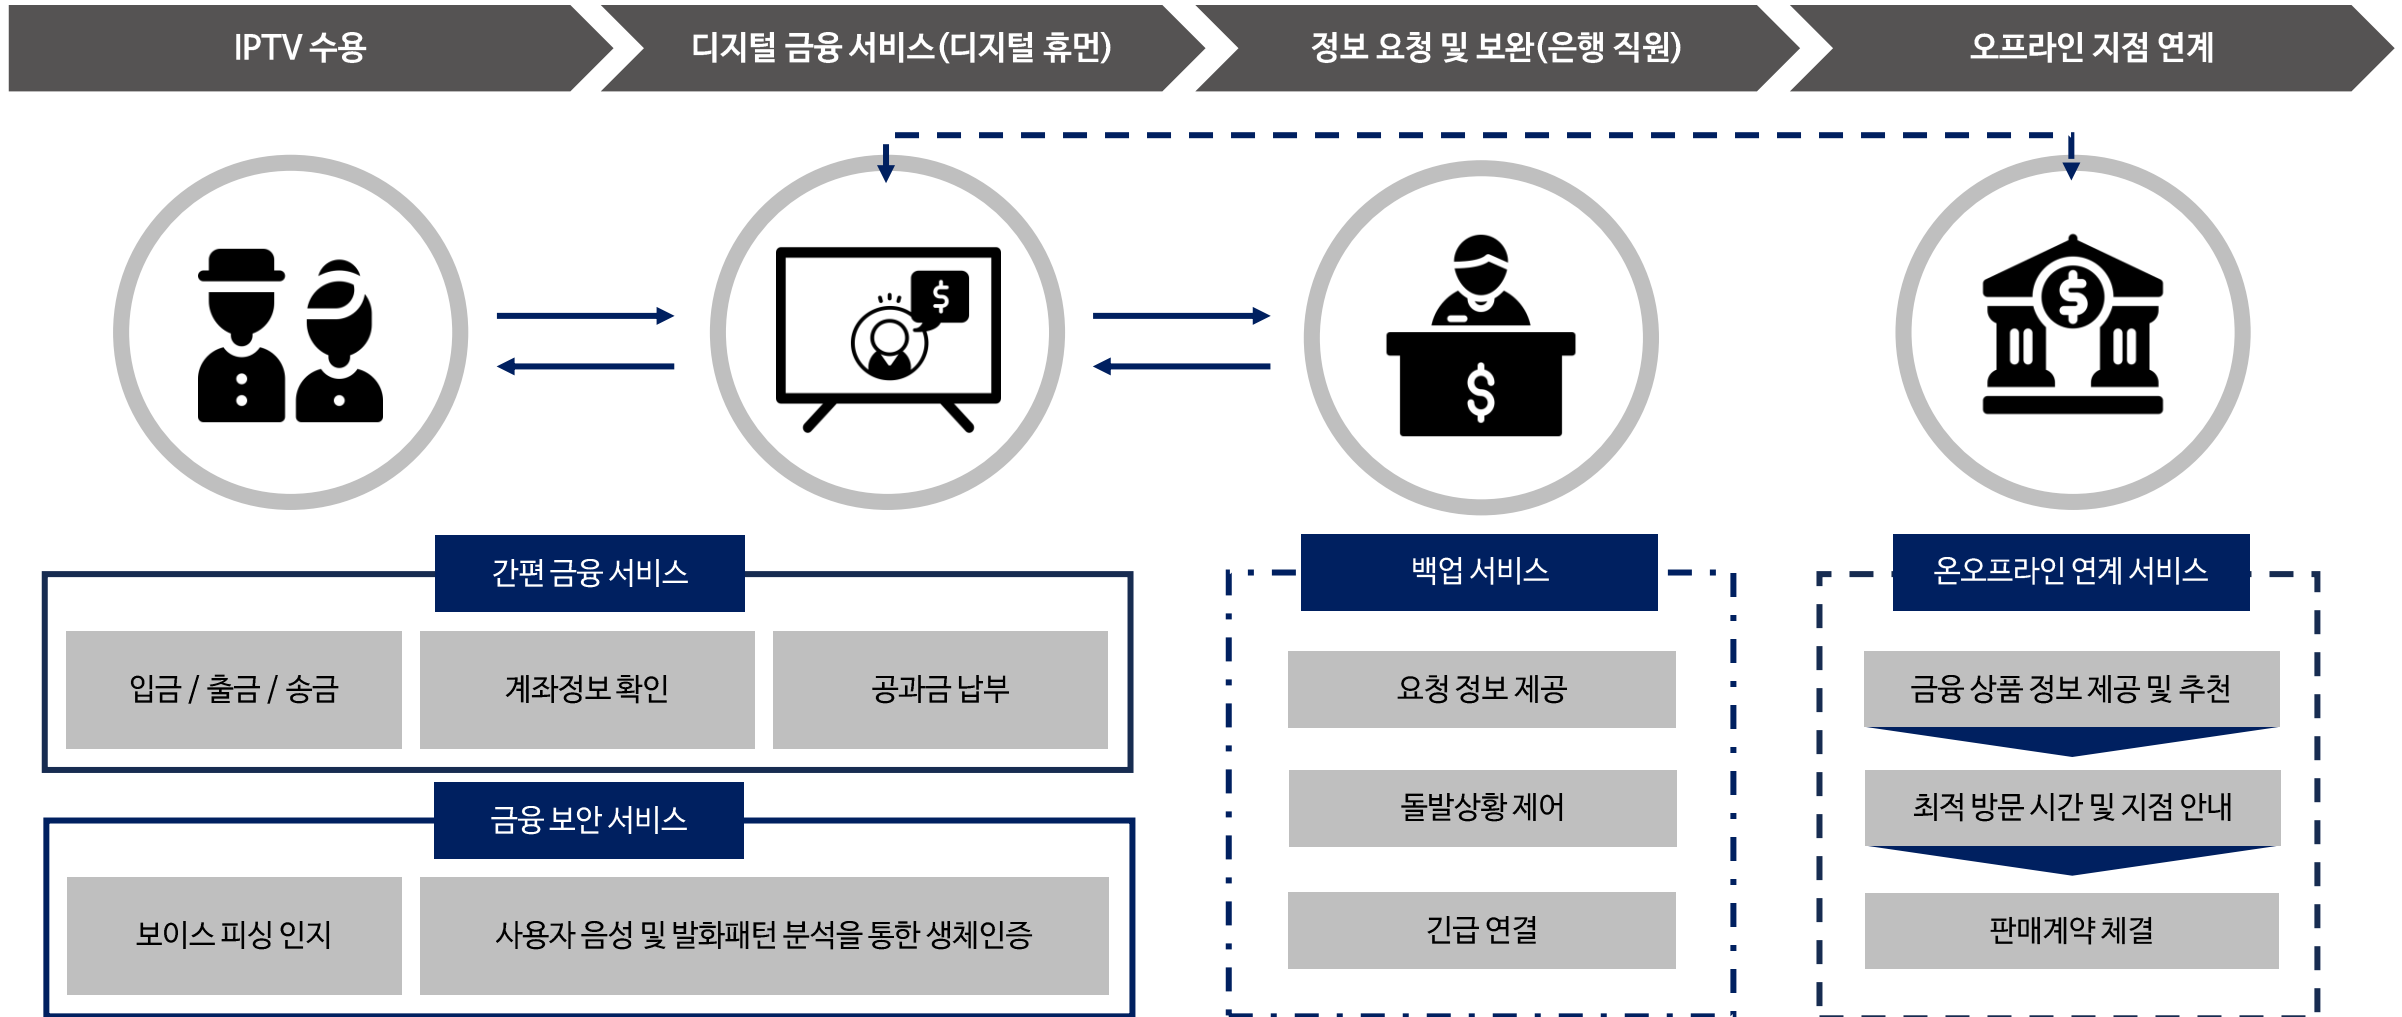 IPTV 수용
디지털 금융 서비스(디지털 휴먼)
정보 요청 및 보완(은행 직원)
오프라인 지점 연계
$
$
$
간편 금융 서비스
입금 / 출금 / 송금
계좌정보 확인
공과금 납부
금융 보안 서비스
보이스 피싱 인지
사용자 음성 및 발화패턴 분석을 통한 생체인증
백업 서비스
요청 정보 제공
돌발상황 제어
긴급 연결
온오프라인 연계 서비스
금융 상품 정보 제공 및 추천
최적 방문 시간 및 지점 안내
판매계약 체결